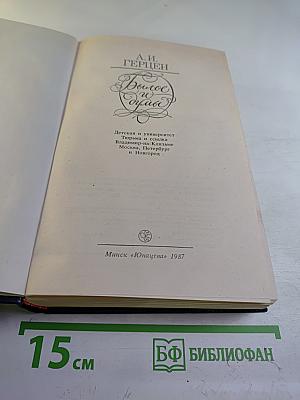 А.И.
ГЕРЦЕН
Былое
и
думы
Детская и университет
Тюрьма и ссылка
Владимир-на-Клязьме
Москва, Петербург
и Новгород
Минск «Юнацтва» 1987
15 см
БФ БИБЛИОФАН